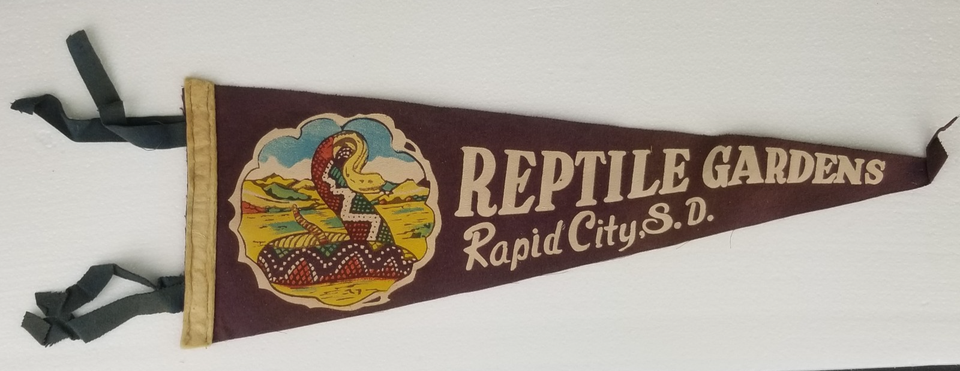 REPTILE GARDENS
Rapid City, S. D.